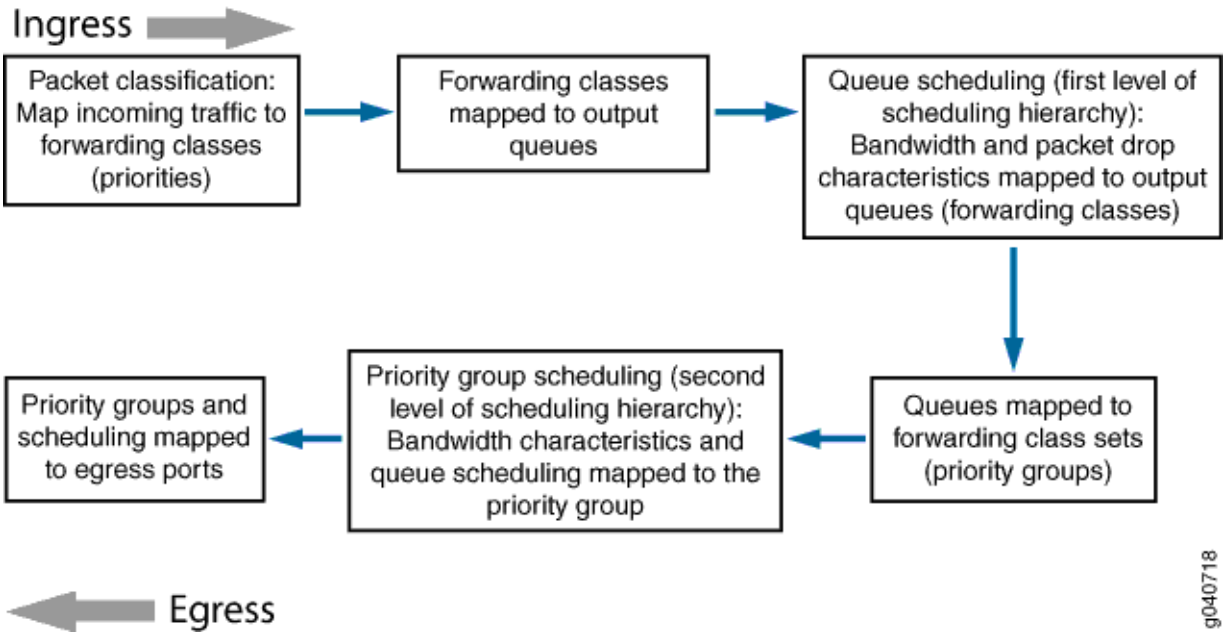 Ingress
Packet classification:
Map incoming traffic to
forwarding classes
(priorities)
Forwarding classes
mapped to output
queues
Queue scheduling (first level of
scheduling hierarchy):
Bandwidth and packet drop
characteristics mapped to output
queues (forwarding classes)
Queues mapped to
forwarding class sets
(priority groups)
Priority group scheduling (second
level of scheduling hierarchy):
Bandwidth characteristics and
queue scheduling mapped to the
priority group
Priority groups and
scheduling mapped
to egress ports
Egress
g040718